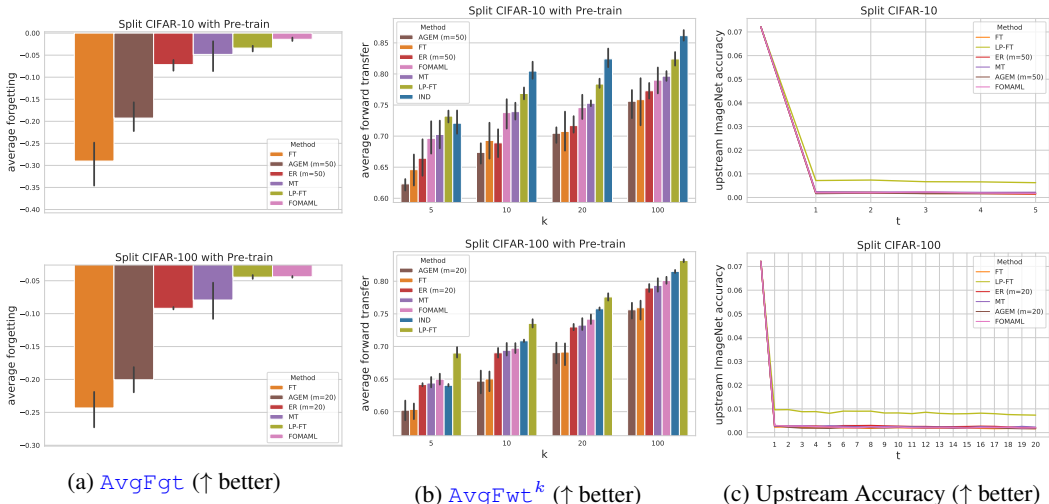 Split CIFAR-10 with Pre-train
average forgetting
0.00
−0.05
−0.10
−0.15
−0.20
−0.25
−0.30
−0.35
−0.40
Method
FT
AGEM (m=50)
ER (m=50)
MT
LP-FT
FOMAML
Split CIFAR-10 with Pre-train
average forward transfer
0.85
0.80
0.75
0.70
0.65
0.60
Method
AGEM (m=50)
FT
ER (m=50)
FOMAML
MT
LP-FT
IND
5 10 20 100
k
Split CIFAR-10
upstream ImageNet accuracy
0.07
0.06
0.05
0.04
0.03
0.02
0.01
0.00
Method
FT
LP-FT
ER (m=50)
MT
AGEM (m=50)
FOMAML
1 2 3 4 5
t
Split CIFAR-100 with Pre-train
average forgetting
−0.05
−0.10
−0.15
−0.20
−0.25
−0.30
Method
FT
AGEM (m=20)
ER (m=20)
MT
LP-FT
FOMAML
Split CIFAR-100 with Pre-train
average forward transfer
0.80
0.75
0.70
0.65
0.60
Method
AGEM (m=20)
FT
ER (m=20)
MT
FOMAML
IND
LP-FT
5 10 20 100
k
Split CIFAR-100
upstream ImageNet accuracy
0.07
0.06
0.05
0.04
0.03
0.02
0.01
0.00
Method
FT
LP-FT
ER (m=20)
MT
AGEM (m=20)
FOMAML
1 2 3 4 5 6 7 8 9 10 11 12 13 14 15 16 17 18 19 20
t
(a) AvgFgt (↑ better)
(b) AvgFwt^k (↑ better)
(c) Upstream Accuracy (↑ better)